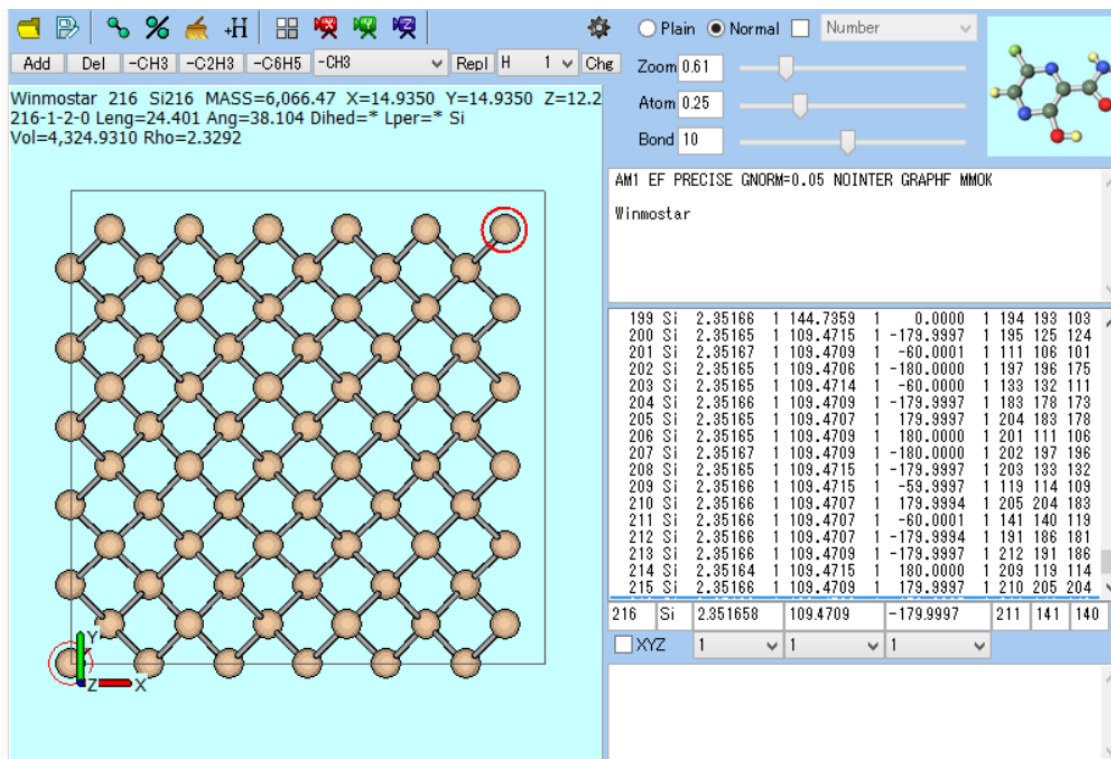 +H X Y Z
Plain Normal Number
Add Del -CH3 -C2H3 -C6H5 -CH3 Repl H 1 Chg
Zoom 0.61
Atom 0.25
Bond 10
Winmostar 216 Si216 MASS=6,066.47 X=14.9350 Y=14.9350 Z=12.2
216-1-2-0 Leng=24.401 Ang=38.104 Dihed=* Lper=* Si
Vol=4,324.9310 Rho=2.3292
AM1 EF PRECISE GNORM=0.05 NOINTER GRAPHF MMOK
Winmostar
199 Si 2.35166 1 144.7359 1 0.0000 1 194 193 103
200 Si 2.35165 1 109.4715 1 -179.9997 1 195 125 124
201 Si 2.35167 1 109.4709 1 -60.0001 1 111 106 101
202 Si 2.35165 1 109.4706 1 -180.0000 1 197 196 175
203 Si 2.35165 1 109.4714 1 -60.0000 1 133 132 111
204 Si 2.35166 1 109.4709 1 -179.9997 1 183 178 173
205 Si 2.35165 1 109.4707 1 179.9997 1 204 183 178
206 Si 2.35165 1 109.4709 1 180.0000 1 201 111 106
207 Si 2.35167 1 109.4709 1 -180.0000 1 202 197 196
208 Si 2.35165 1 109.4715 1 -179.9997 1 203 133 132
209 Si 2.35166 1 109.4715 1 -59.9997 1 119 114 109
210 Si 2.35166 1 109.4707 1 179.9994 1 205 204 183
211 Si 2.35166 1 109.4707 1 -60.0001 1 141 140 119
212 Si 2.35166 1 109.4707 1 -179.9994 1 191 186 181
213 Si 2.35166 1 109.4709 1 -179.9997 1 212 191 186
214 Si 2.35164 1 109.4715 1 180.0000 1 209 119 114
215 Si 2.35166 1 109.4709 1 179.9997 1 210 205 204
216 Si 2.351658 109.4709 -179.9997 211 141 140
XYZ 1 1 1
Y
Z X